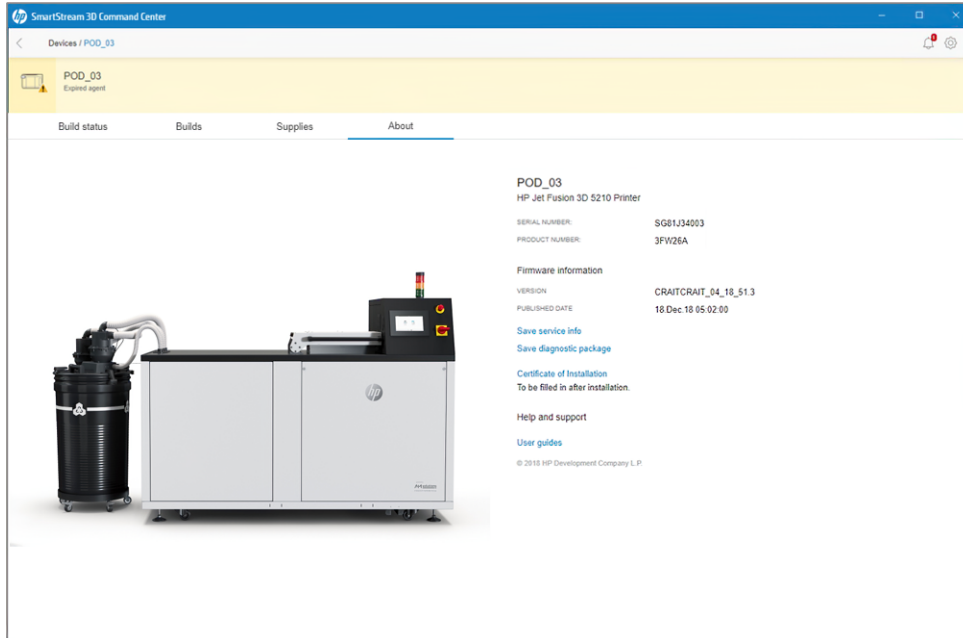 hp SmartStream 3D Command Center
Devices / POD_03
POD_03
Expired agent
Build status Builds Supplies About
POD_03
HP Jet Fusion 3D 5210 Printer
SERIAL NUMBER: SG81J34003
PRODUCT NUMBER: 3FW26A
Firmware information
VERSION CRAITCRAIT_04_18_51.3
PUBLISHED DATE 18.Dec.18 05:02:00
Save service info
Save diagnostic package
Certificate of Installation
To be filled in after installation.
Help and support
User guides
© 2018 HP Development Company L.P.
hp